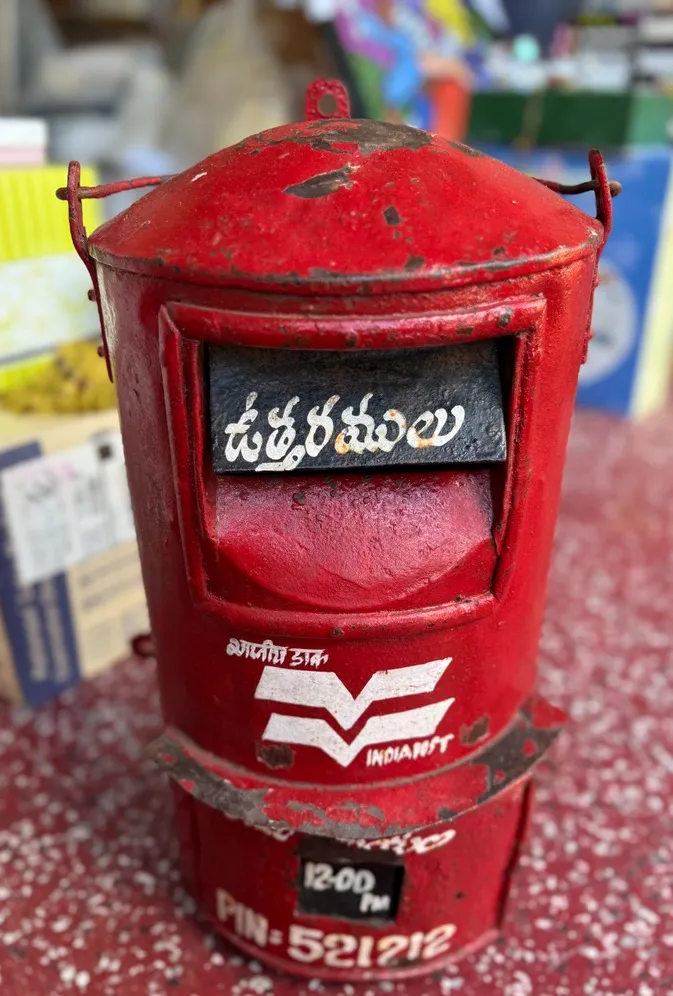 ఉత్తరములు
भारतीय डाक
INDIA POST
12-00
PM
PIN: 521212